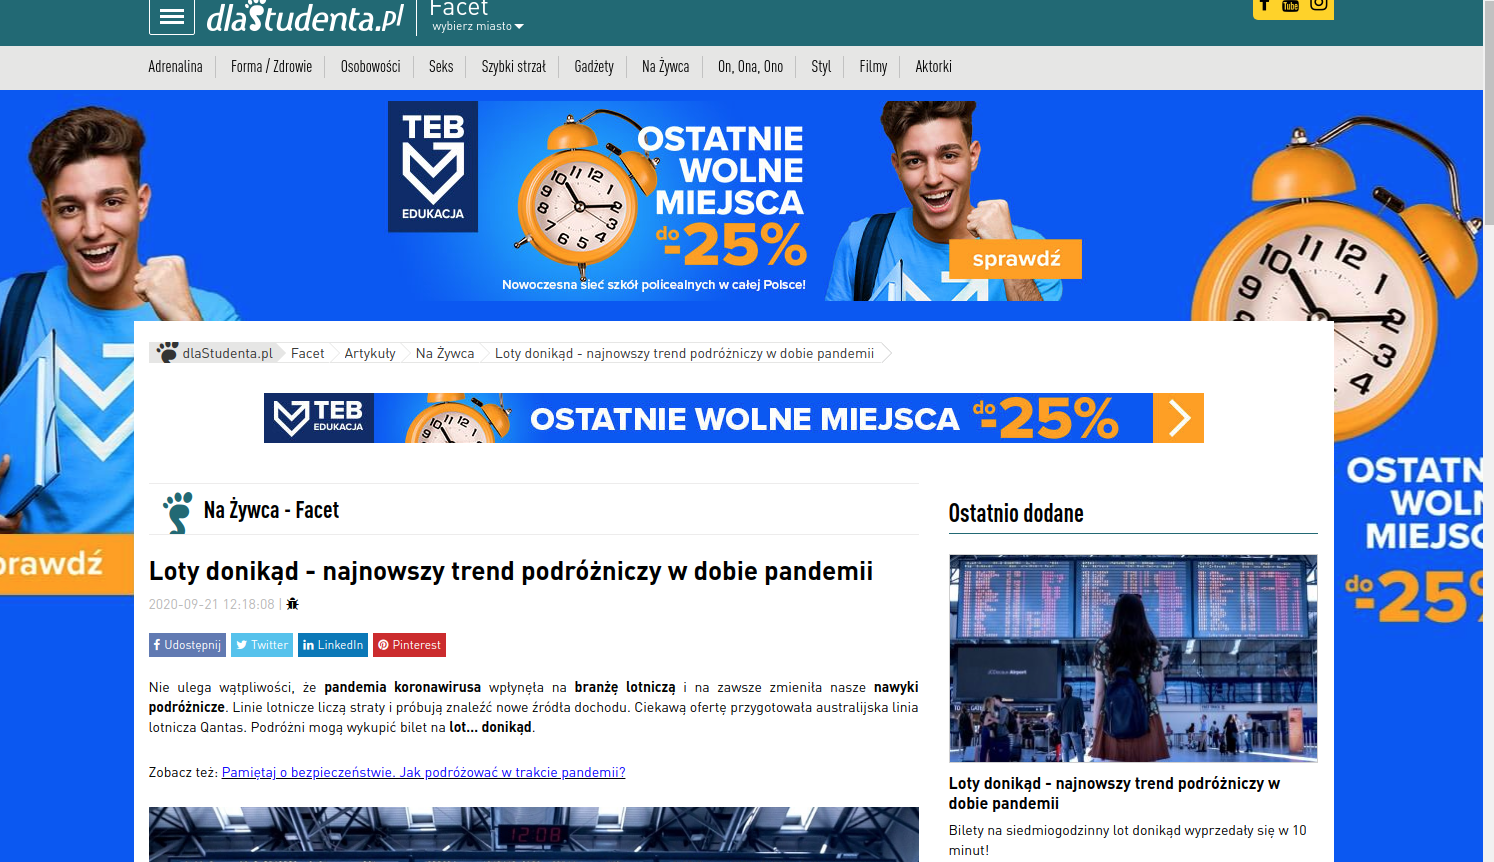 dlaStudenta.pl
Facet
wybierz miasto
You
Tube
Adrenalina
Forma / Zdrowie
Osobowości
Seks
Szybki strzał
Gadżety
Na Żywca
On, Ona, Ono
Styl
Filmy
Aktorki
TEB
EDUKACJA
OSTATNIE
WOLNE
MIEJSCA
do
-25%
sprawdź
Nowoczesna sieć szkół policealnych w całej Polsce!
dlaStudenta.pl
Facet
Artykuły
Na Żywca
Loty donikąd - najnowszy trend podróżniczy w dobie pandemii
TEB
EDUKACJA
OSTATNIE WOLNE MIEJSCA do -25%
OSTATN
WOLN
MIEJSC
do
-25%
prawdź
Na Żywca - Facet
Loty donikąd - najnowszy trend podróżniczy w dobie pandemii
2020-09-21 12:18:08 |
Udostępnij
Twitter
LinkedIn
Pinterest
Nie ulega wątpliwości, że pandemia koronawirusa wpłynęła na branżę lotniczą i na zawsze zmieniła nasze nawyki
podróżnicze. Linie lotnicze liczą straty i próbują znaleźć nowe źródła dochodu. Ciekawą ofertę przygotowała australijska linia
lotnicza Qantas. Podróżni mogą wykupić bilet na lot... donikąd.
Zobacz też: Pamiętaj o bezpieczeństwie. Jak podróżować w trakcie pandemii?
12:08
Ostatnio dodane
Loty donikąd - najnowszy trend podróżniczy w
dobie pandemii
Bilety na siedmiogodzinny lot donikąd wyprzedały się w 10
minut!